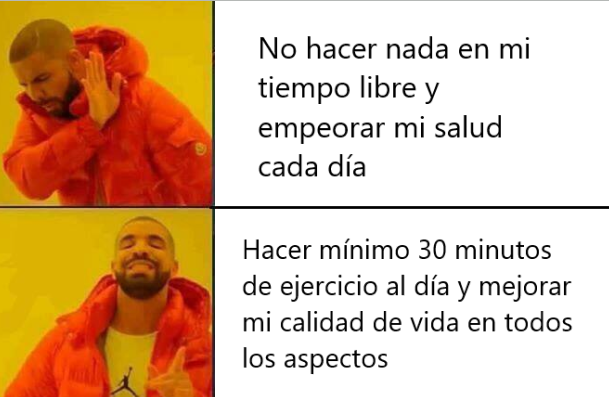 No hacer nada en mi
tiempo libre y
empeorar mi salud
cada día
Hacer mínimo 30 minutos
de ejercicio al día y mejorar
mi calidad de vida en todos
los aspectos